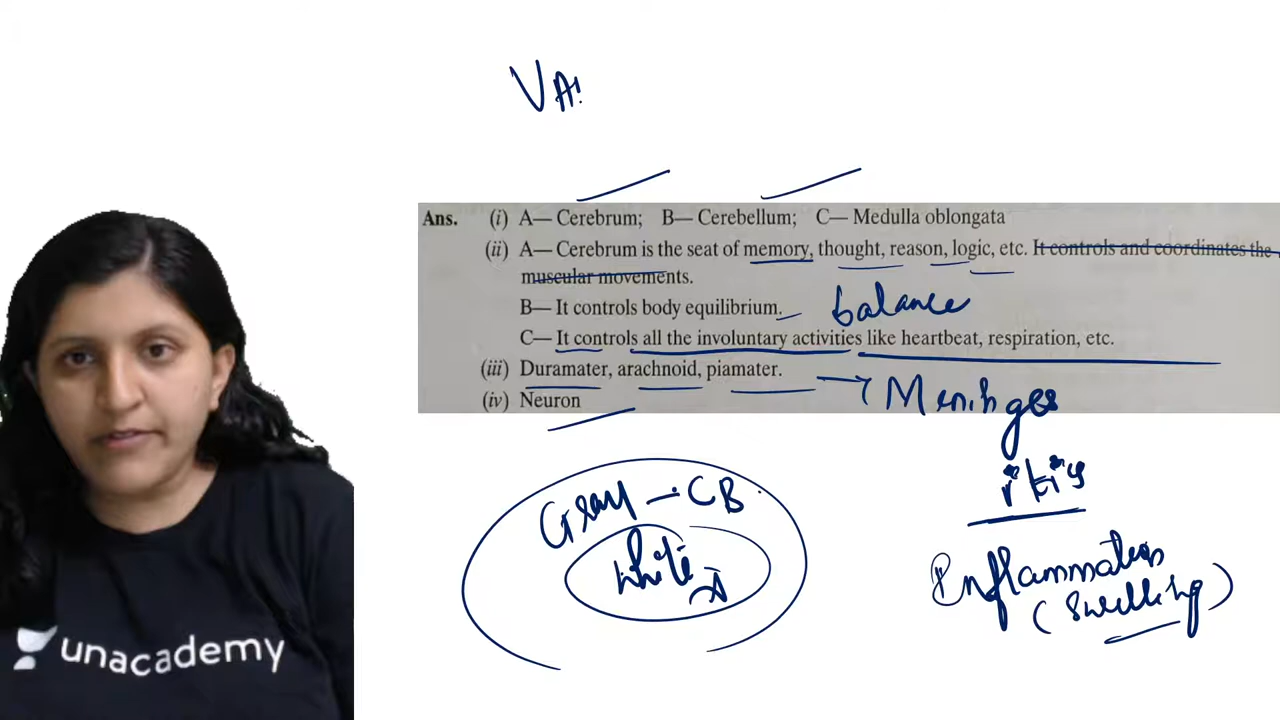 VA
Ans. (i) A— Cerebrum; B— Cerebellum; C— Medulla oblongata
(ii) A— Cerebrum is the seat of memory, thought, reason, logic, etc. It controls and coordinates the
muscular movements.
B— It controls body equilibrium. balance
C— It controls all the involuntary activities like heartbeat, respiration, etc.
(iii) Duramater, arachnoid, piamater. → Meninges
(iv) Neuron
itis
Gray — CB
White
Inflammation
(Swelling)
unacademy